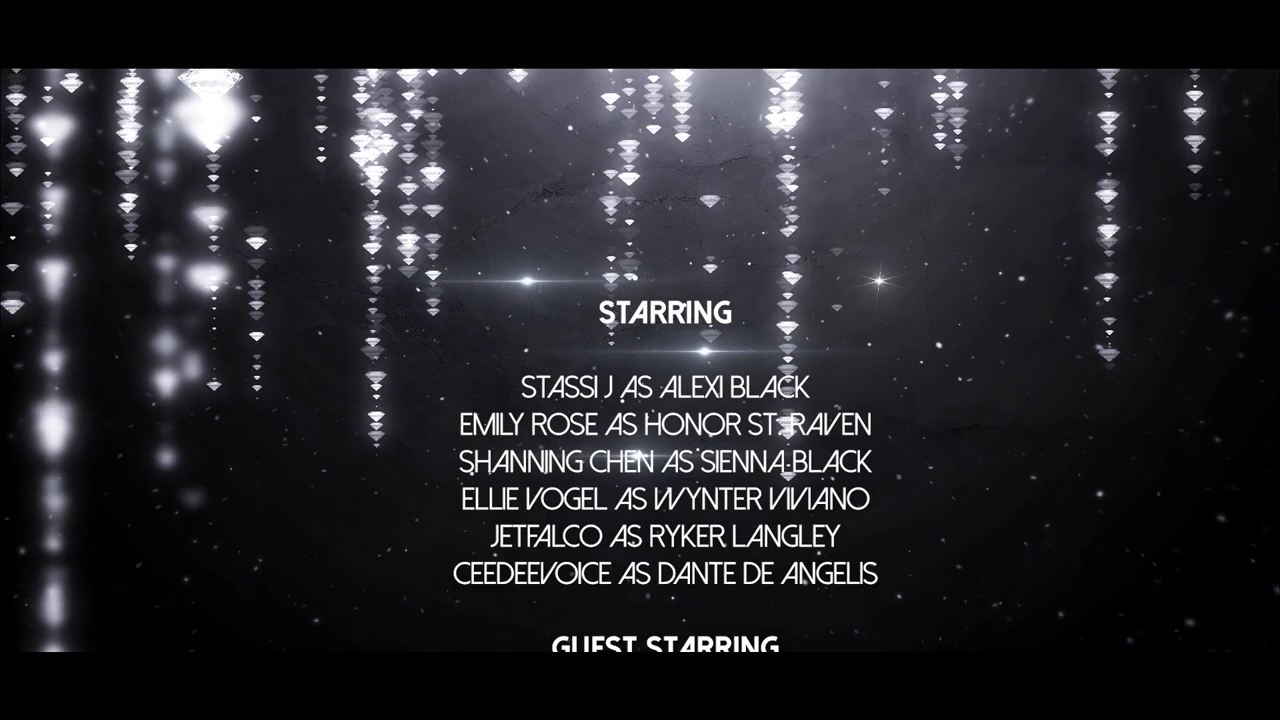 STARRING
STASSI J AS ALEXI BLACK
EMILY ROSE AS HONOR ST. RAVEN
SHANNING CHEN AS SIENNA BLACK
ELLIE VOGEL AS WYNTER VIVIANO
JETFALCO AS RYKER LANGLEY
CEEDEEVOICE AS DANTE DE ANGELIS
GUEST STARRING